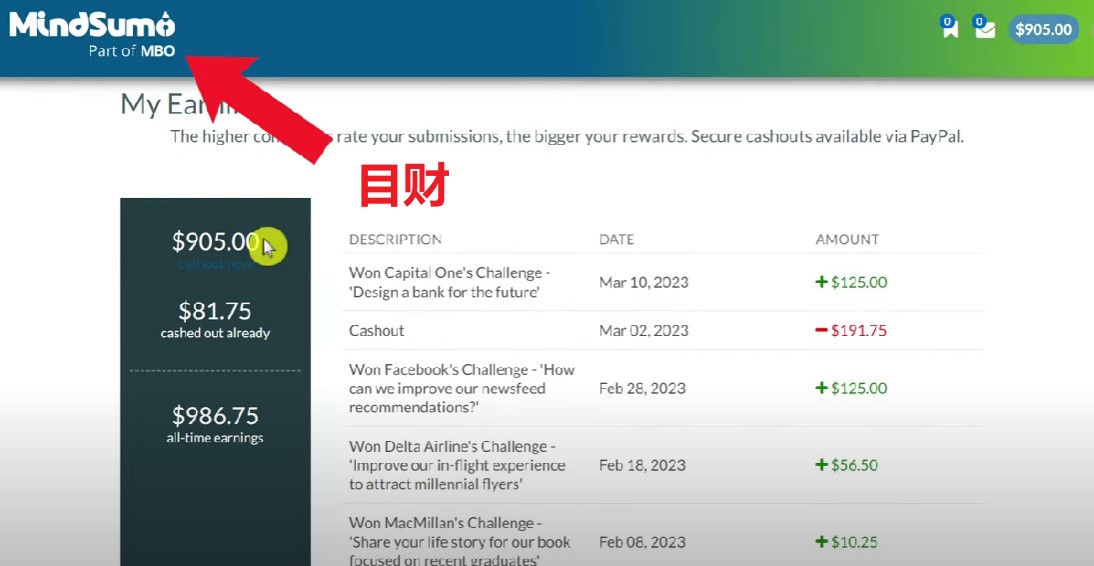 MindSumo
Part of MBO
0
0
$905.00
My
The higher rate your submissions, the bigger your rewards. Secure cashouts available via PayPal.
目财
$905.00
cashout now
$81.75
cashed out already
$986.75
all-time earnings
DESCRIPTION DATE AMOUNT
Won Capital One's Challenge -
'Design a bank for the future' Mar 10, 2023 +$125.00
Cashout Mar 02, 2023 −$191.75
Won Facebook's Challenge - 'How
can we improve our newsfeed Feb 28, 2023 +$125.00
recommendations?'
Won Delta Airline's Challenge -
'Improve our in-flight experience Feb 18, 2023 +$56.50
to attract millennial flyers'
Won MacMillan's Challenge -
'Share your life story for our book Feb 08, 2023 +$10.25
focused on recent graduates'